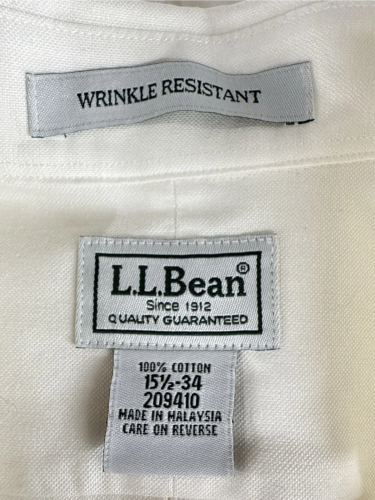 WRINKLE RESISTANT
L.L.Bean®
Since 1912
QUALITY GUARANTEED
100% COTTON
15½-34
209410
MADE IN MALAYSIA
CARE ON REVERSE